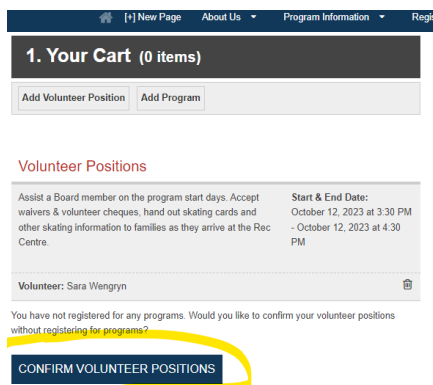 [+] New Page About Us Program Information Regis
1. Your Cart (0 items)
Add Volunteer Position Add Program
Volunteer Positions
Assist a Board member on the program start days. Accept
waivers & volunteer cheques, hand out skating cards and
other skating information to families as they arrive at the Rec
Centre.
Start & End Date:
October 12, 2023 at 3:30 PM
- October 12, 2023 at 4:30
PM
Volunteer: Sara Wengryn
You have not registered for any programs. Would you like to confirm your volunteer positions
without registering for programs?
CONFIRM VOLUNTEER POSITIONS